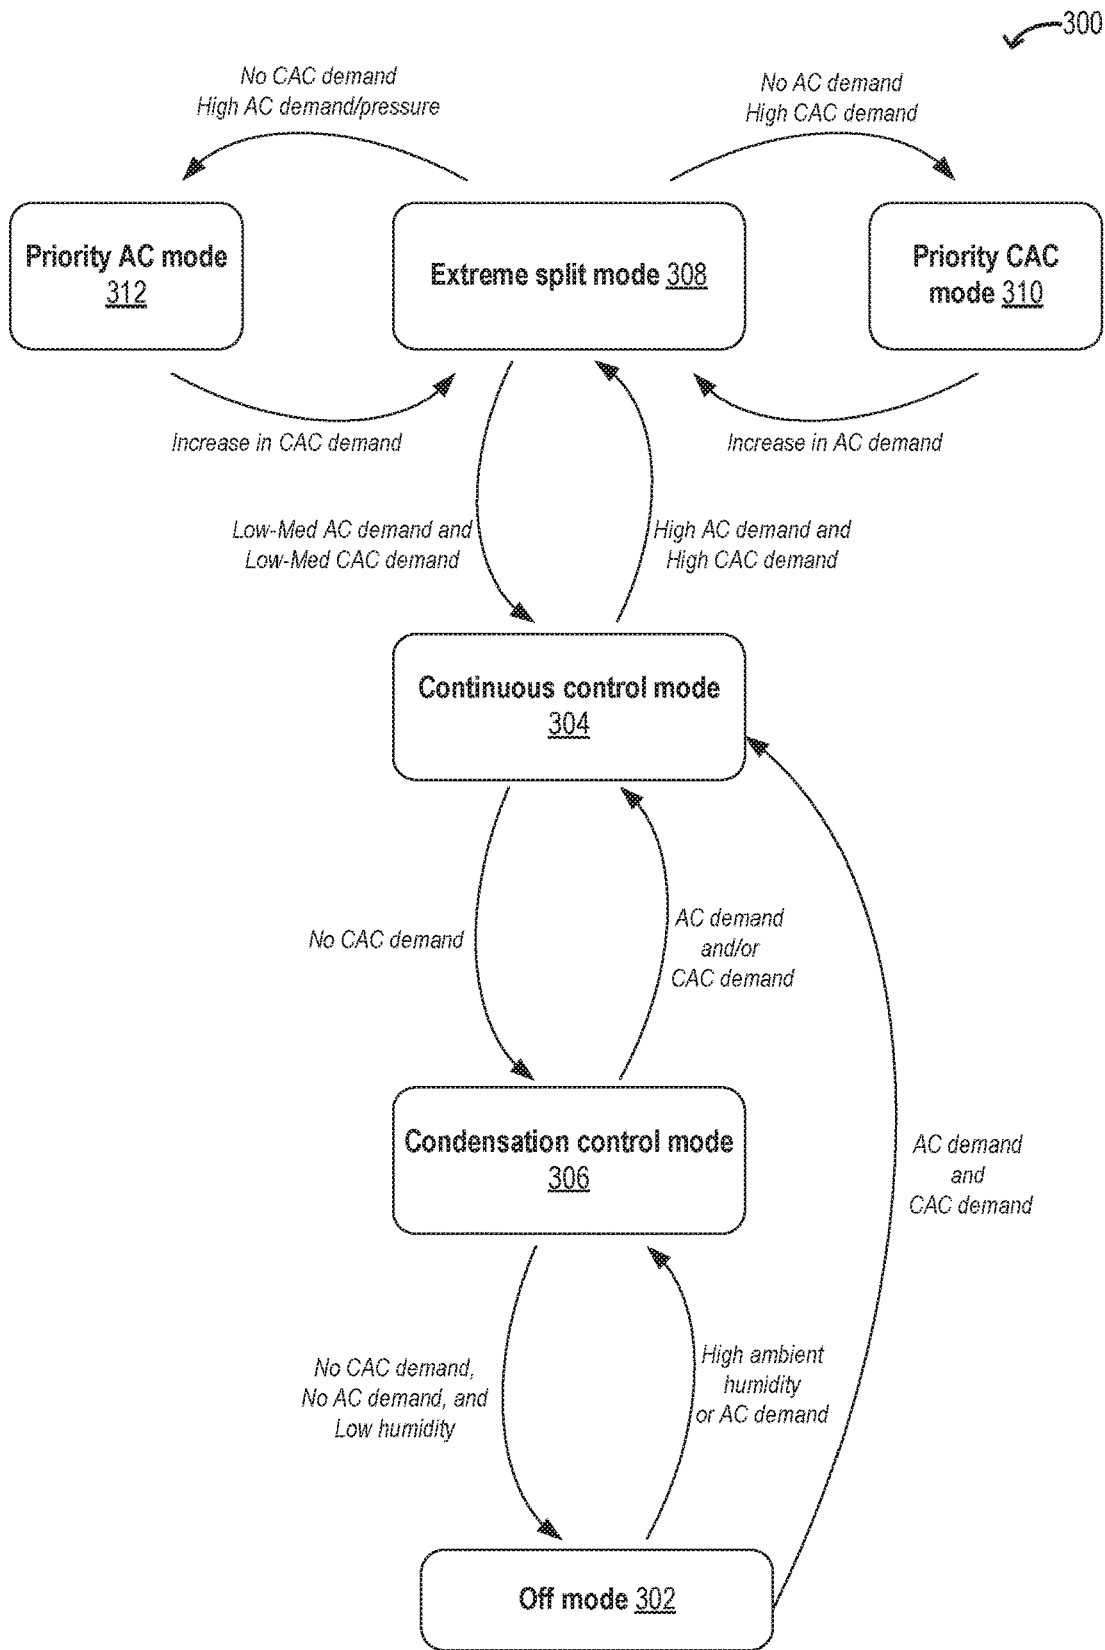 300
No CAC demand
High AC demand/pressure
No AC demand
High CAC demand
Priority AC mode
312
Extreme split mode 308
Priority CAC
mode 310
Increase in CAC demand
Increase in AC demand
Low-Med AC demand and
Low-Med CAC demand
High AC demand and
High CAC demand
Continuous control mode
304
No CAC demand
AC demand
and/or
CAC demand
Condensation control mode
306
AC demand
and
CAC demand
No CAC demand,
No AC demand, and
Low humidity
High ambient
humidity
or AC demand
Off mode 302